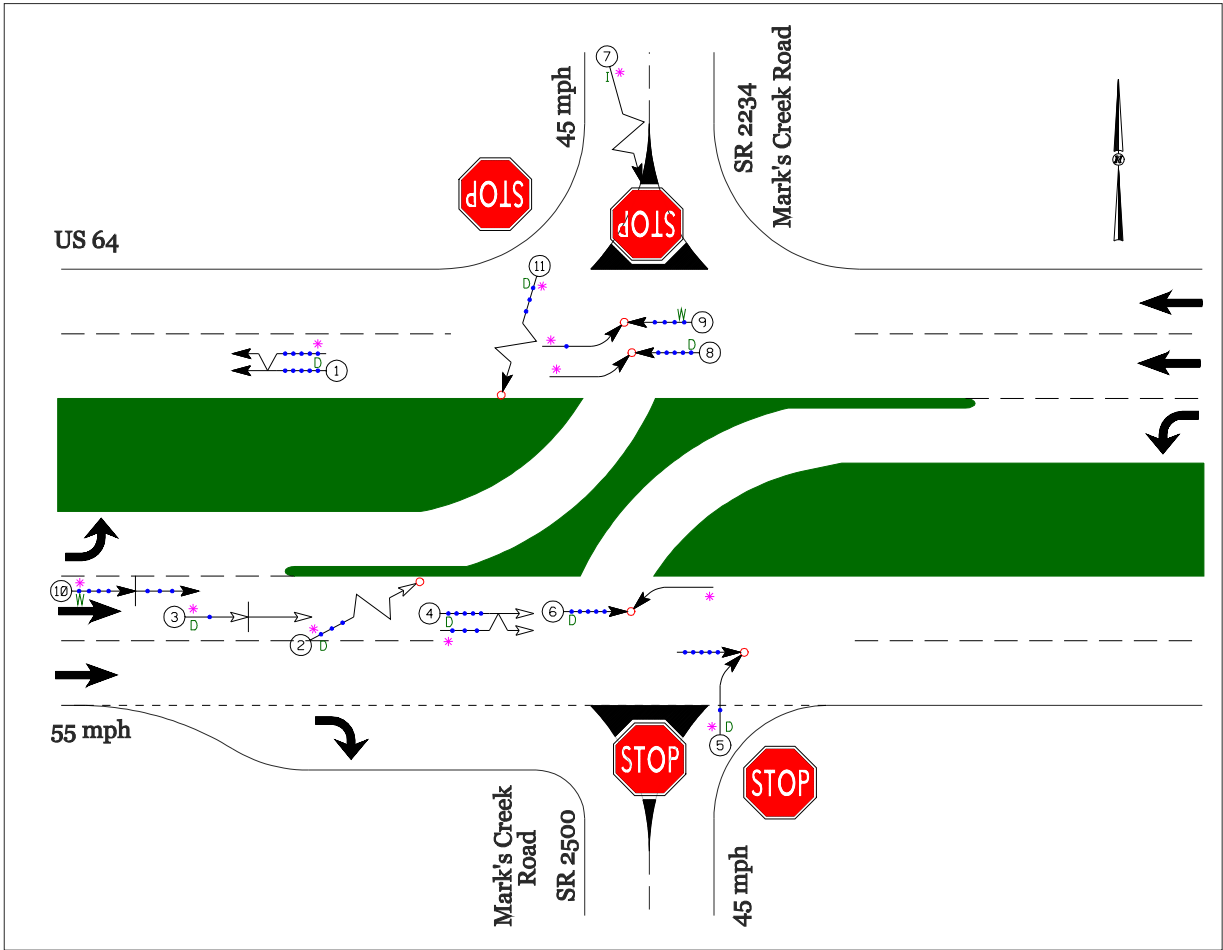 7
I
*
45 mph
SR 2234
Mark's Creek Road
N
STOP
STOP
US 64
11
D
*
*
W
9
*
D
8
*
D
1
10
*
W
3
*
D
2
*
D
4
D
*
6
D
*
55 mph
*
D
5
STOP
STOP
Mark's Creek
Road
SR 2500
45 mph